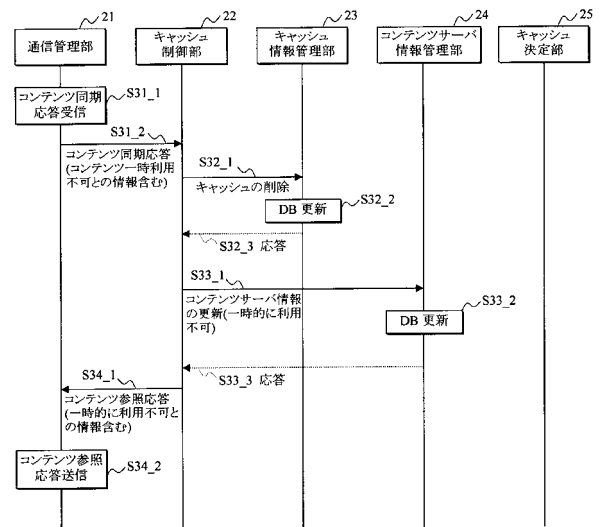 21
22
23
24
25
通信管理部
キャッシュ
制御部
キャッシュ
情報管理部
コンテンツサーバ
情報管理部
キャッシュ
決定部
コンテンツ同期
応答受信
S31_1
S31_2
コンテンツ同期応答
(コンテンツ一時利用
不可との情報含む)
S32_1
キャッシュの削除
DB 更新
S32_2
S32_3 応答
S33_1
コンテンツサーバ情報
の更新(一時的に利用
不可)
DB 更新
S33_2
S33_3 応答
S34_1
コンテンツ参照応答
(一時的に利用不可と
の情報含む)
コンテンツ参照
応答送信
S34_2